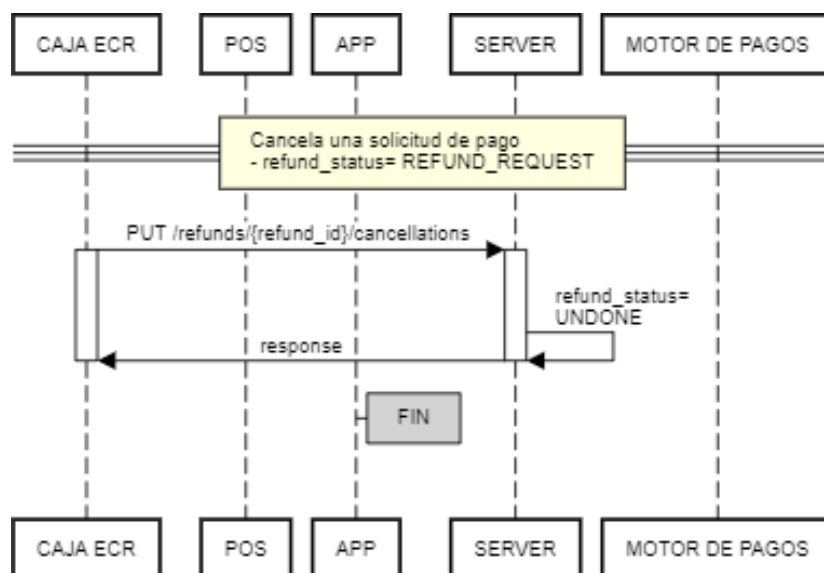 CAJA ECR
POS
APP
SERVER
MOTOR DE PAGOS
Cancela una solicitud de pago
- refund_status= REFUND_REQUEST
PUT /refunds/{refund_id}/cancellations
refund_status=
UNDONE
response
FIN
CAJA ECR
POS
APP
SERVER
MOTOR DE PAGOS